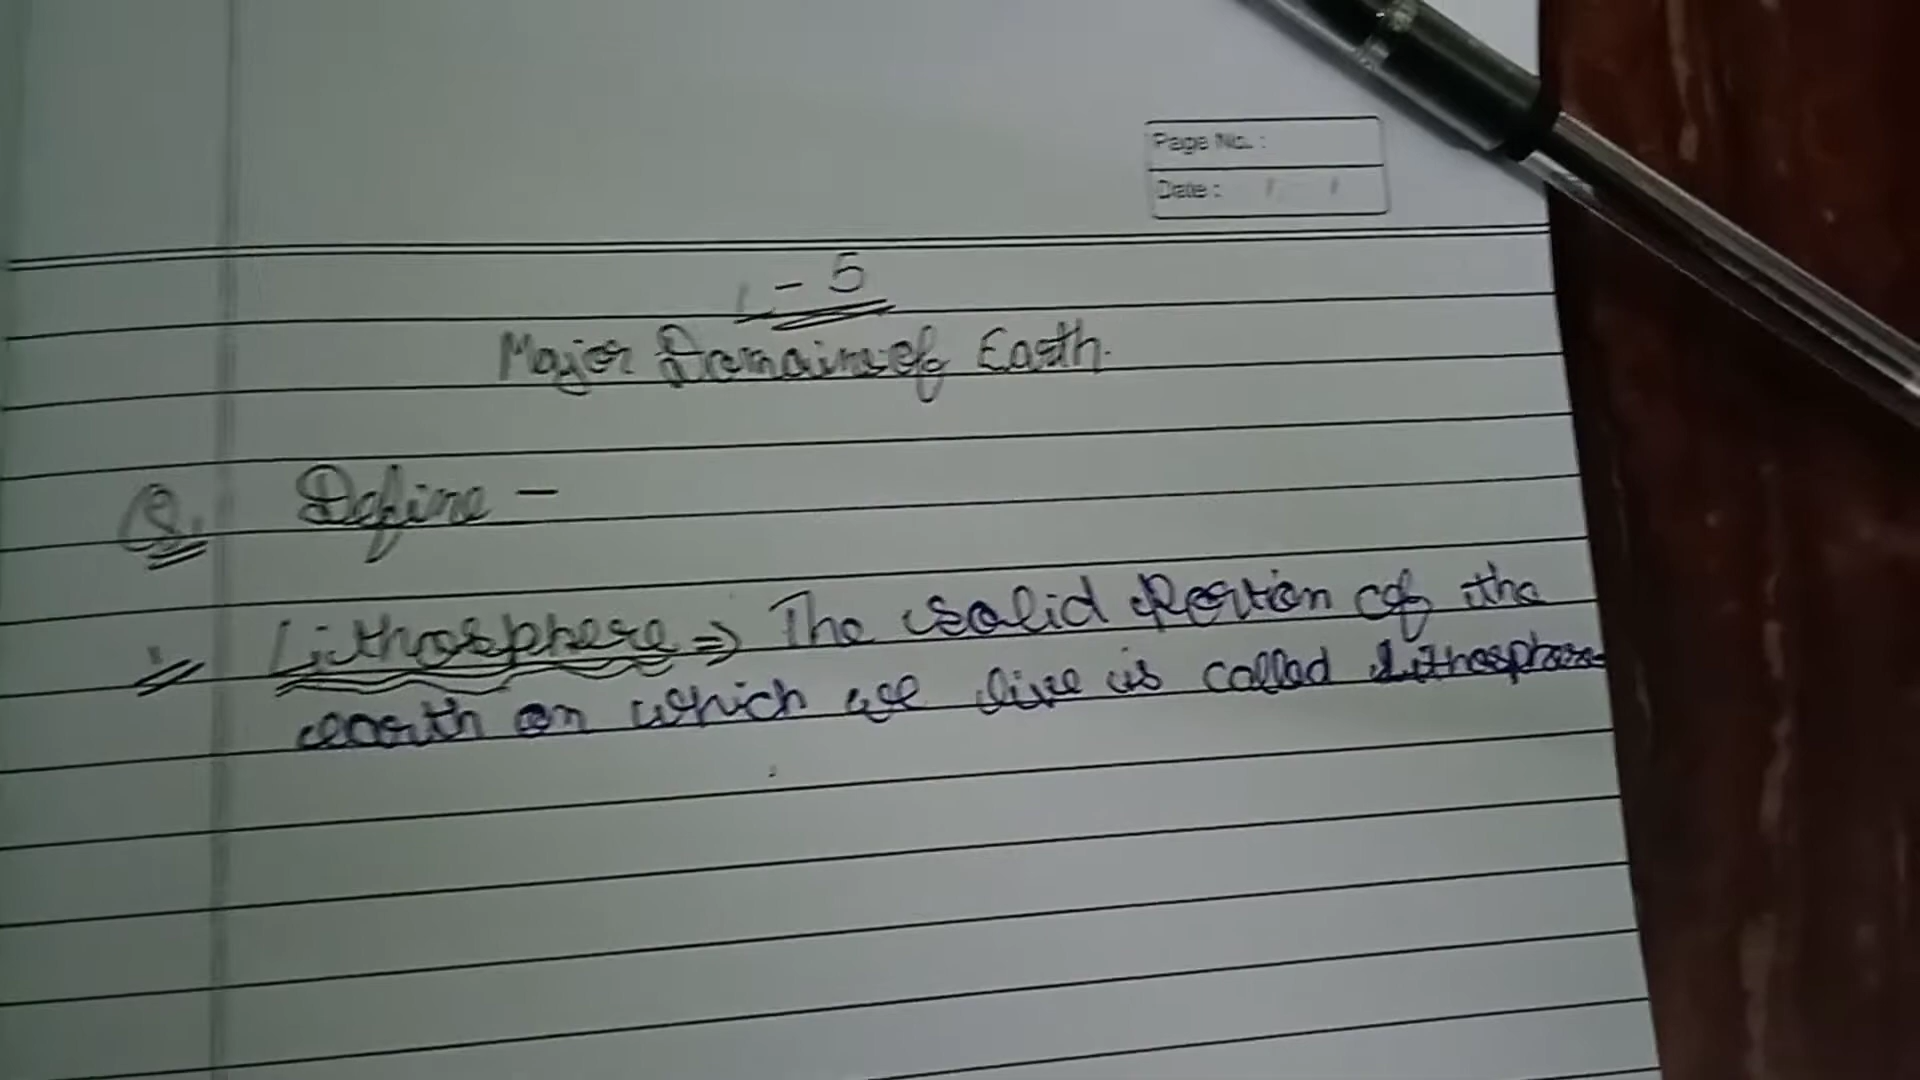 Page No. :
Date : / /
L - 5
Major Domains of Earth.
Q. Define -
Lithosphere => The solid Portion of the
earth on which we live is called Lithosphere